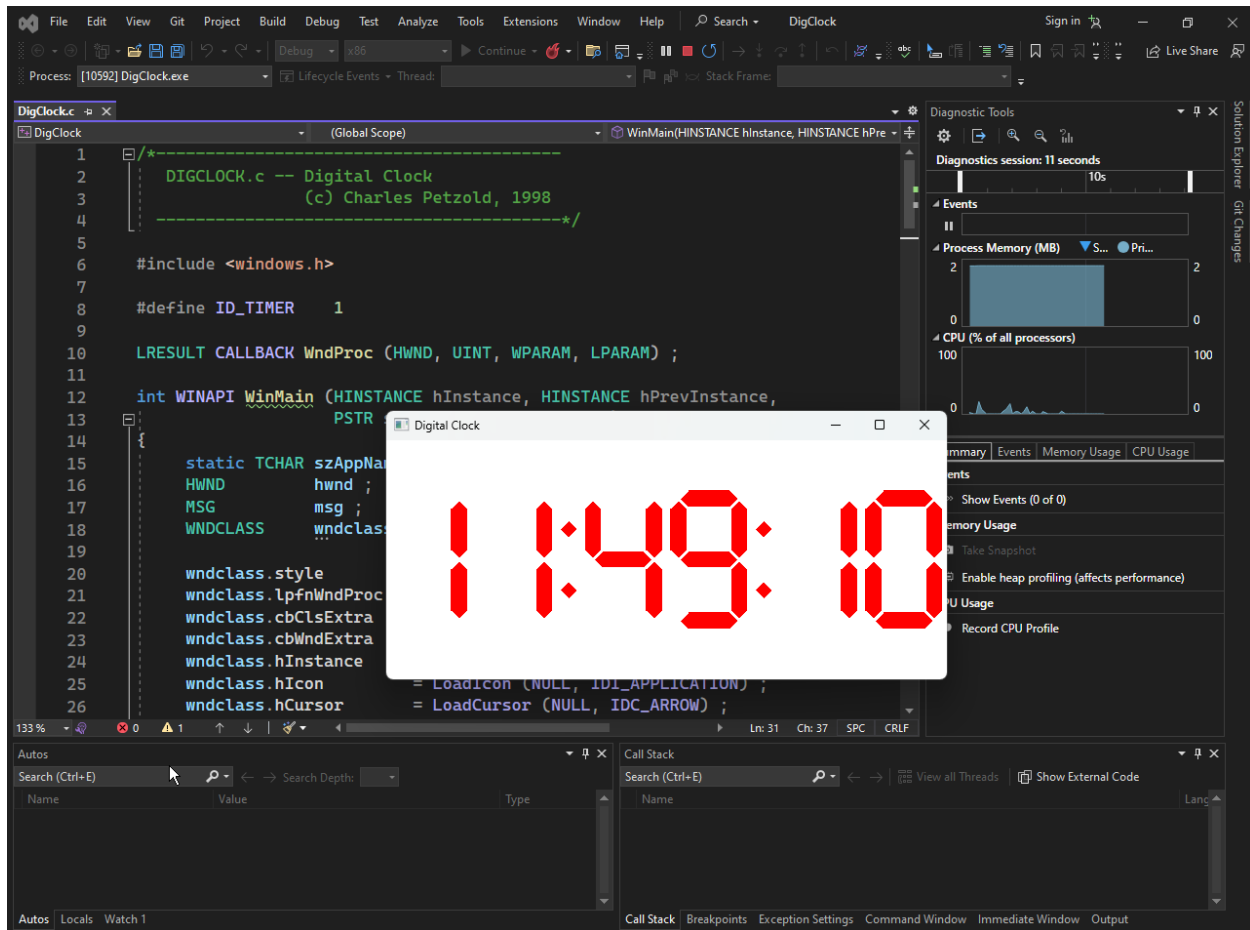 File Edit View Git Project Build Debug Test Analyze Tools Extensions Window Help Search DigClock Sign in
Debug x86 Continue Live Share
Process: [10592] DigClock.exe Lifecycle Events Thread: Stack Frame:
DigClock.c
DigClock (Global Scope) WinMain(HINSTANCE hInstance, HINSTANCE hPre
1 /*-----------------------------------------
2 DIGCLOCK.c -- Digital Clock
3 (c) Charles Petzold, 1998
4 -----------------------------------------*/
5
6 #include <windows.h>
7
8 #define ID_TIMER 1
9
10 LRESULT CALLBACK WndProc (HWND, UINT, WPARAM, LPARAM) ;
11
12 int WINAPI WinMain (HINSTANCE hInstance, HINSTANCE hPrevInstance,
13 PSTR
14 {
15 static TCHAR szAppNa
16 HWND hwnd ;
17 MSG msg ;
18 WNDCLASS wndclas
19
20 wndclass.style
21 wndclass.lpfnWndProc
22 wndclass.cbClsExtra
23 wndclass.cbWndExtra
24 wndclass.hInstance
25 wndclass.hIcon = LoadIcon (NULL, IDI_APPLICATION) ;
26 wndclass.hCursor = LoadCursor (NULL, IDC_ARROW) ;
133 % 0 1 Ln: 31 Ch: 37 SPC CRLF
Digital Clock
11:49:10
Diagnostic Tools
Diagnostics session: 11 seconds
10s
Events
Process Memory (MB) S... Pri...
2 2
0 0
CPU (% of all processors)
100 100
0 0
mmary Events Memory Usage CPU Usage
ents
Show Events (0 of 0)
emory Usage
Take Snapshot
Enable heap profiling (affects performance)
PU Usage
Record CPU Profile
Solution Explorer
Git Changes
Autos
Search (Ctrl+E) Search Depth:
Name Value Type
Autos Locals Watch 1
Call Stack
Search (Ctrl+E) View all Threads Show External Code
Name Lang
Call Stack Breakpoints Exception Settings Command Window Immediate Window Output